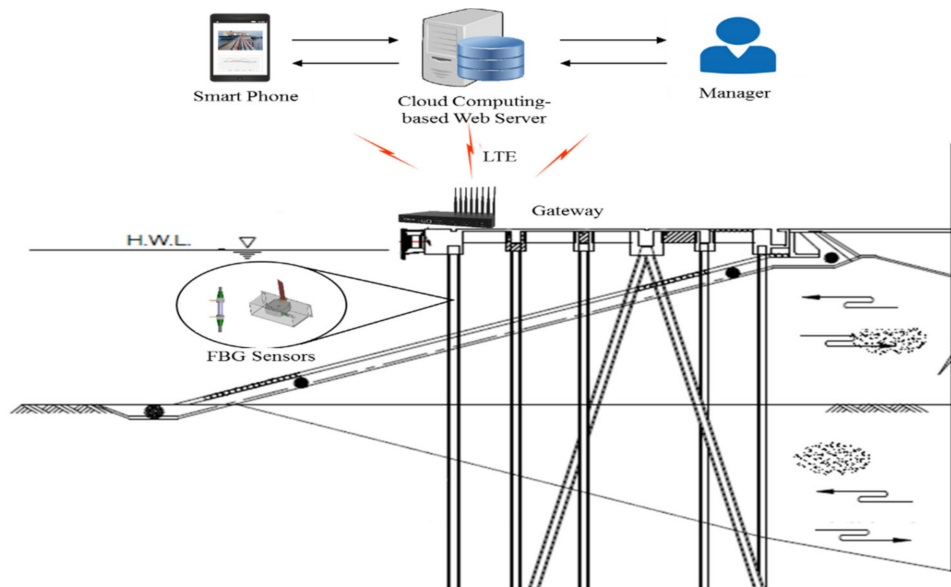 Smart Phone
Cloud Computing-
based Web Server
Manager
LTE
Gateway
H.W.L.
FBG Sensors